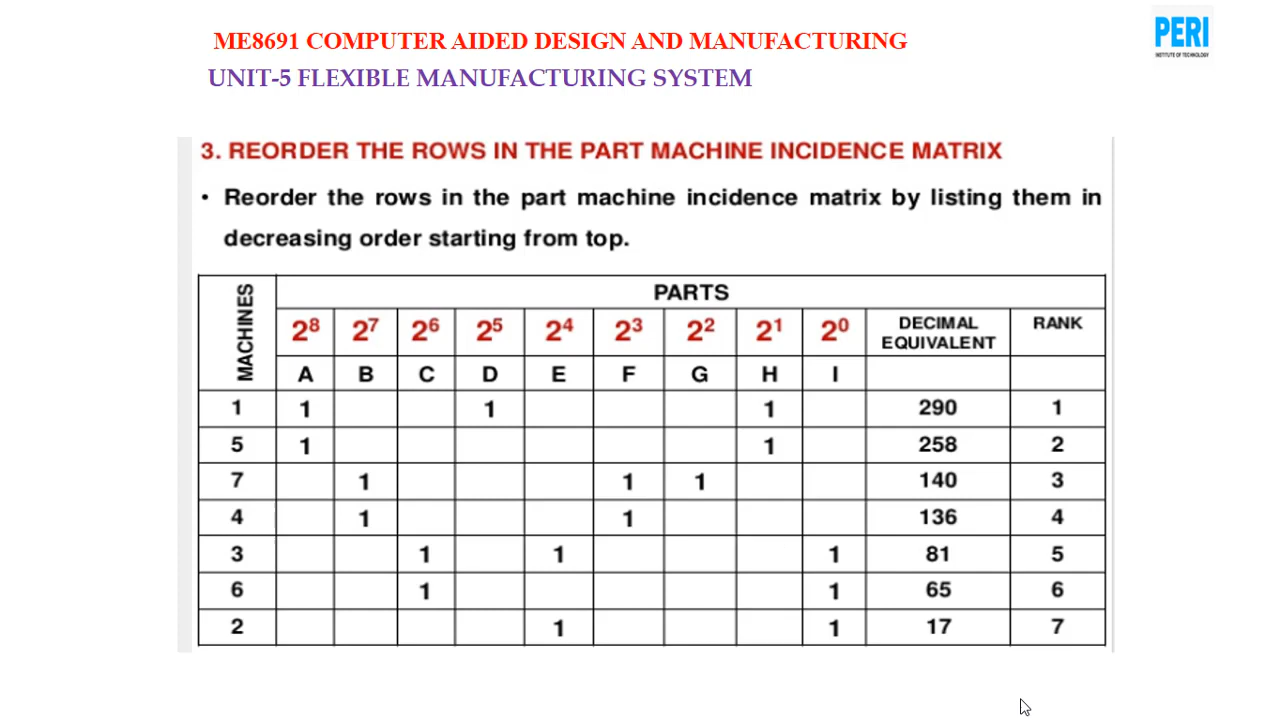 ME8691 COMPUTER AIDED DESIGN AND MANUFACTURING
UNIT-5 FLEXIBLE MANUFACTURING SYSTEM
PERI
INSTITUTE OF TECHNOLOGY
3. REORDER THE ROWS IN THE PART MACHINE INCIDENCE MATRIX
• Reorder the rows in the part machine incidence matrix by listing them in
decreasing order starting from top.
MACHINES
PARTS
2⁸ 2⁷ 2⁶ 2⁵ 2⁴ 2³ 2² 2¹ 2⁰ DECIMAL EQUIVALENT RANK
A B C D E F G H I
1 1 1 1 290 1
5 1 1 258 2
7 1 1 1 140 3
4 1 1 136 4
3 1 1 1 81 5
6 1 1 65 6
2 1 1 17 7